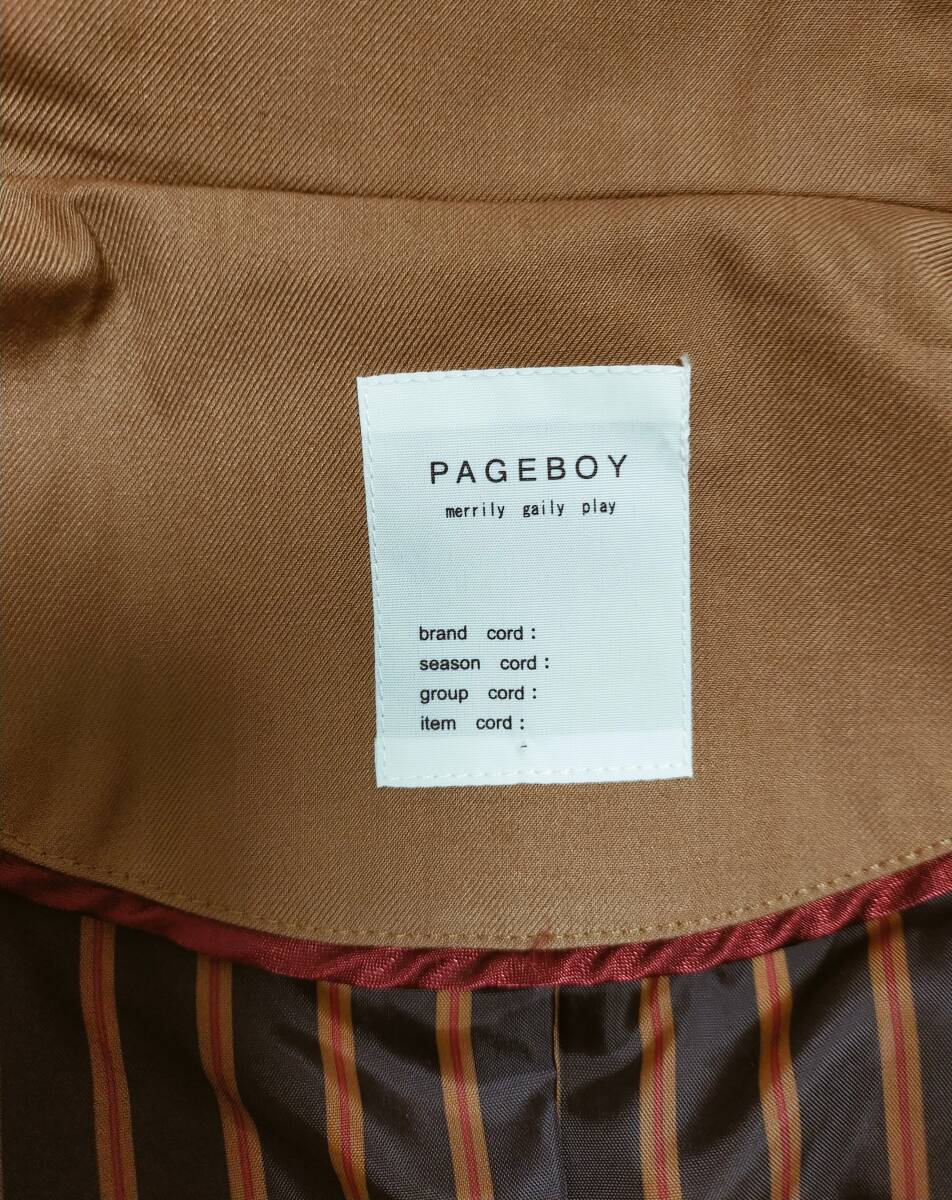 PAGEBOY
merrily gaily play
brand cord:
season cord:
group cord:
item cord: